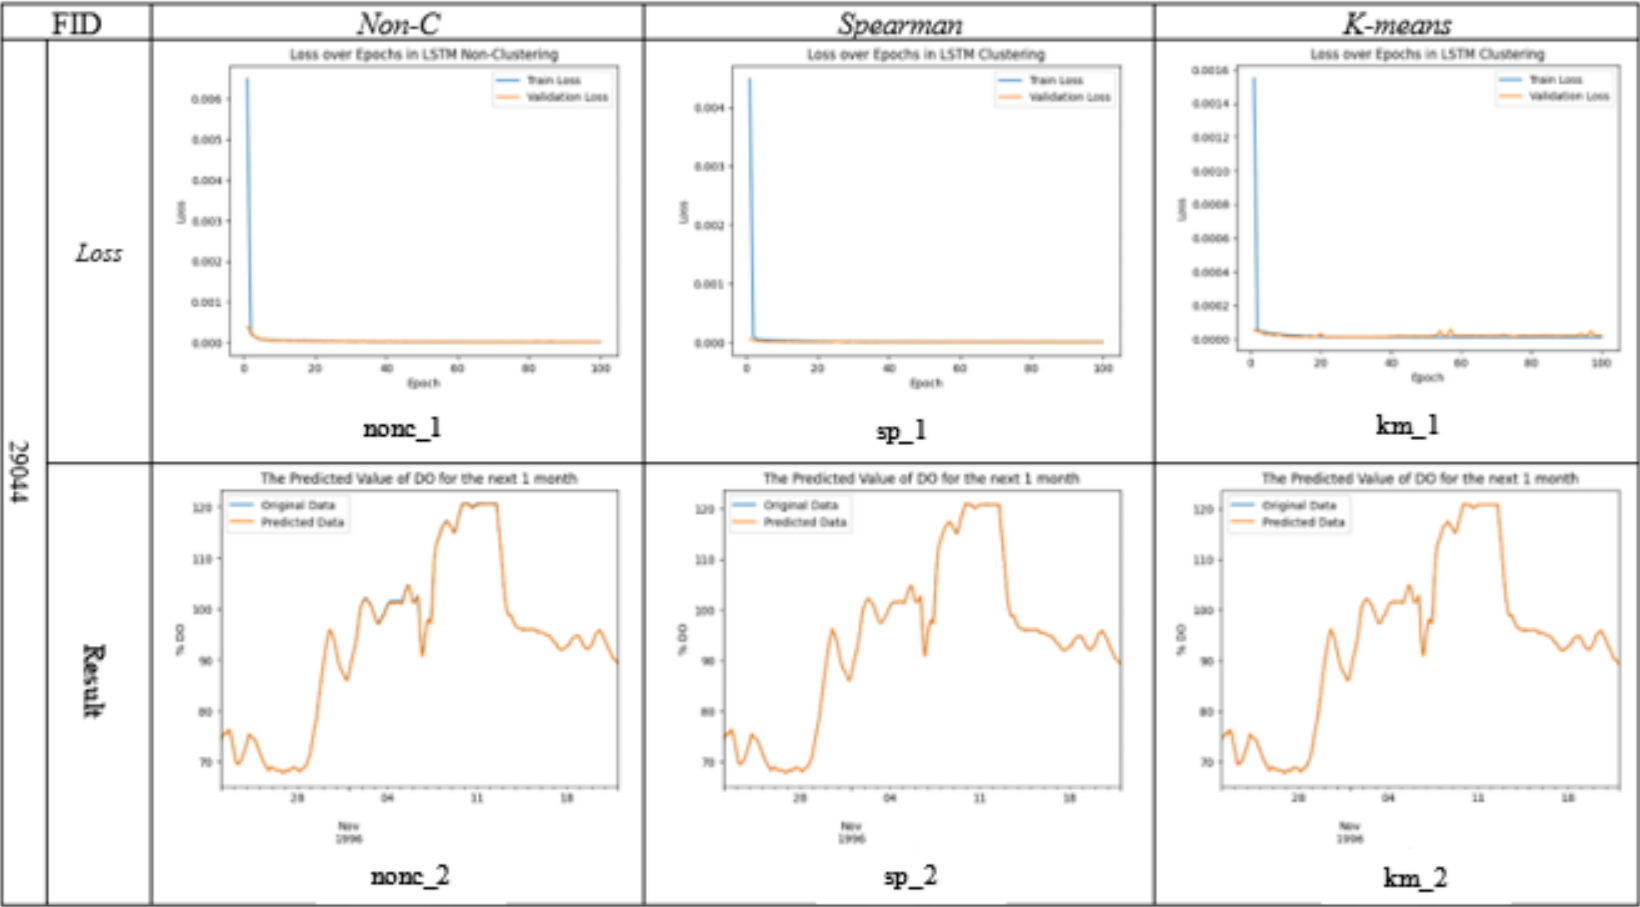 FID
Non-C
Spearman
K-means
29044
Loss
Loss over Epochs in LSTM Non-Clustering
Train Loss
Validation Loss
0.006
0.005
0.004
0.003
0.002
0.001
0.000
Loss
0 20 40 60 80 100
Epoch
nonc_1
Loss over Epochs in LSTM Clustering
Train Loss
Validation Loss
0.004
0.003
0.002
0.001
0.000
Loss
0 20 40 60 80 100
Epoch
sp_1
Loss over Epochs in LSTM Clustering
Train Loss
Validation Loss
0.0016
0.0014
0.0012
0.0010
0.0008
0.0006
0.0004
0.0002
0.0000
Loss
0 20 40 60 80 100
Epoch
km_1
Result
The Predicted Value of DO for the next 1 month
Original Data
Predicted Data
120
110
100
90
80
70
% DO
28 04 11 18
Nov
1996
nonc_2
The Predicted Value of DO for the next 1 month
Original Data
Predicted Data
120
110
100
90
80
70
% DO
28 04 11 18
Nov
1996
sp_2
The Predicted Value of DO for the next 1 month
Original Data
Predicted Data
120
110
100
90
80
70
% DO
28 04 11 18
Nov
1996
km_2